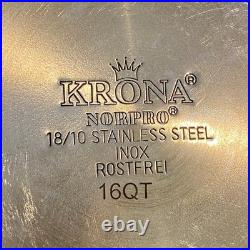 KRONA®
NORPRO®
18/10 STAINLESS STEEL
INOX
ROSTFREI
16QT